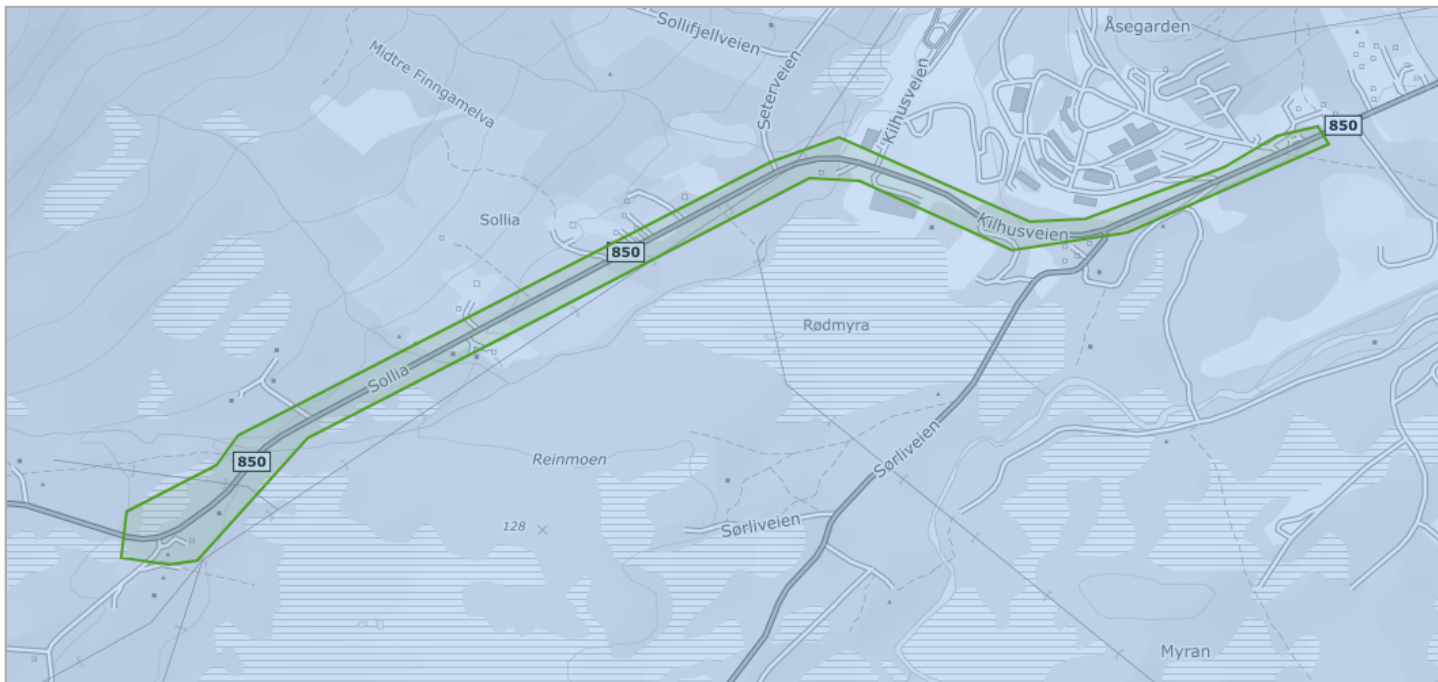 Sollifjellveien
Åsegarden
Midtre Finngamelva
Seterveien
Kilhusveien
850
Sollia
Kilhusveien
850
Rødmyra
Sollia
850
Reinmoen
Sørliveien
128
Sørliveien
Myran